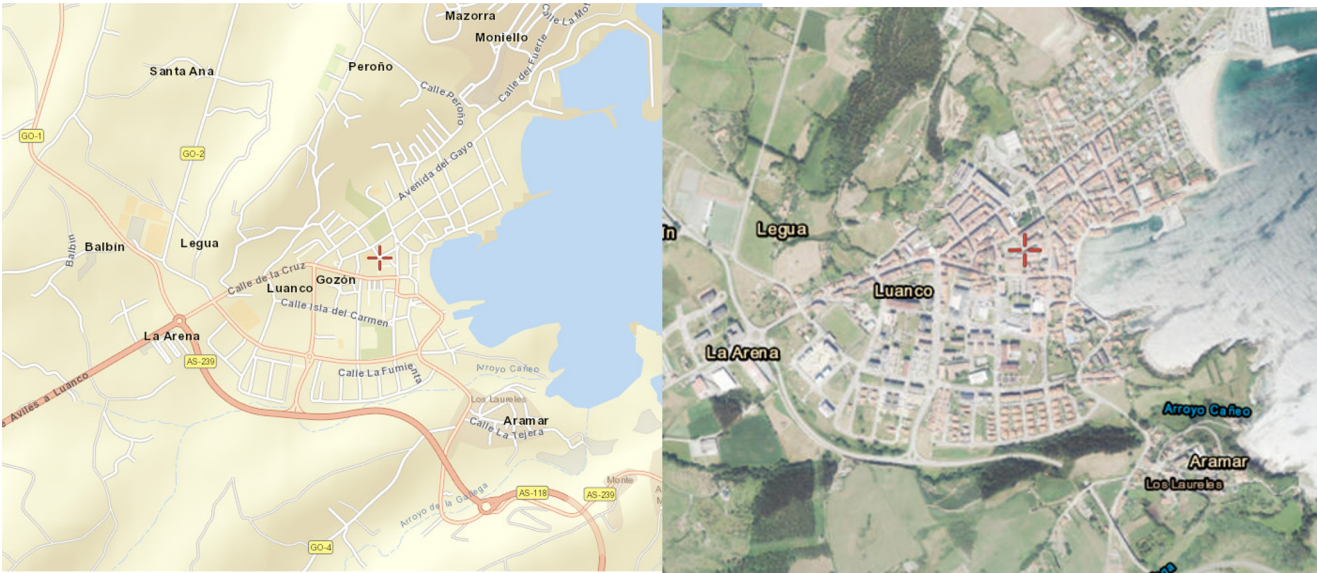 Mazorra
Calle La Mo
Moniello
Peroño
Santa Ana
Calle del Fuerte
Calle Peroño
GO-1
GO-2
Avenida del Gayo
Balbín
Balbín
Legua
Calle de la Cruz
Gozón
Luanco
Calle Isla del Carmen
La Arena
AS-239
Calle La Fumienta
Arroyo Cañeo
Avilés a Luanco
Los Laureles
Aramar
Calle La Tejera
Monte
AS-118
AS-239
Arroyo de la Gallega
GO-4
Legua
Luanco
La Arena
Arroyo Cañeo
Aramar
Los Laureles